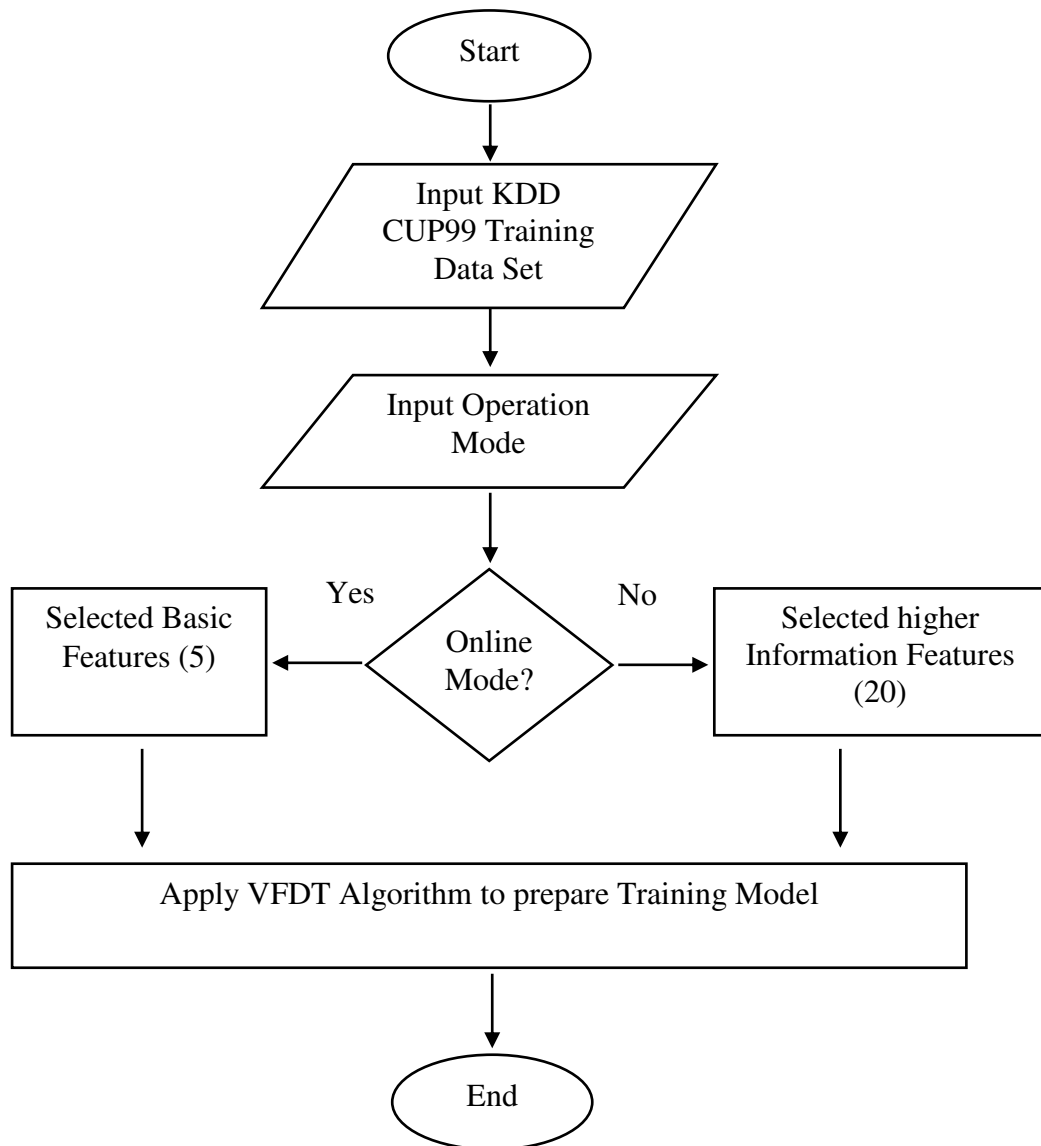 Start
Input KDD
CUP99 Training
Data Set
Input Operation
Mode
Yes
No
Selected Basic
Features (5)
Online
Mode?
Selected higher
Information Features
(20)
Apply VFDT Algorithm to prepare Training Model
End